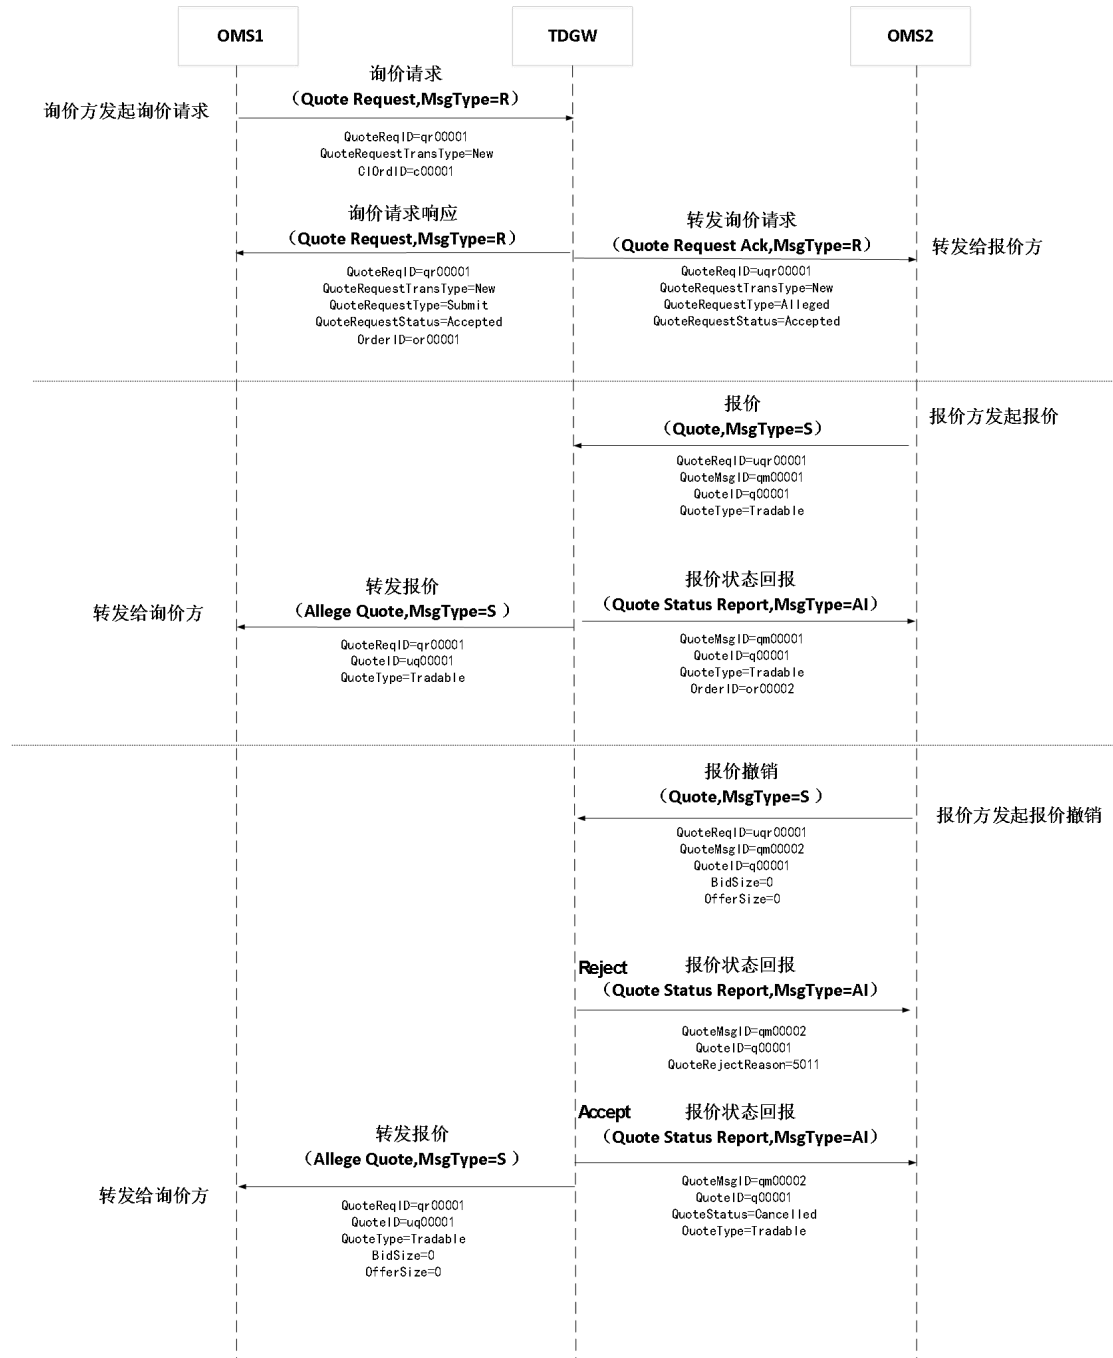 OMS1
TDGW
OMS2
询价请求
（Quote Request,MsgType=R）
询价方发起询价请求
QuoteReqID=qr00001
QuoteRequestTransType=New
ClOrdID=c00001
询价请求响应
（Quote Request,MsgType=R）
QuoteReqID=qr00001
QuoteRequestTransType=New
QuoteRequestType=Submit
QuoteRequestStatus=Accepted
OrderID=or00001
转发询价请求
（Quote Request Ack,MsgType=R）
转发给报价方
QuoteReqID=uqr00001
QuoteRequestTransType=New
QuoteRequestType=Alleged
QuoteRequestStatus=Accepted
报价
（Quote,MsgType=S）
报价方发起报价
QuoteReqID=uqr00001
QuoteMsgID=qm00001
QuoteID=q00001
QuoteType=Tradable
转发报价
（Allege Quote,MsgType=S ）
转发给询价方
QuoteReqID=qr00001
QuoteID=uq00001
QuoteType=Tradable
报价状态回报
（Quote Status Report,MsgType=AI）
QuoteMsgID=qm00001
QuoteID=q00001
QuoteType=Tradable
OrderID=or00002
报价撤销
（Quote,MsgType=S ）
报价方发起报价撤销
QuoteReqID=uqr00001
QuoteMsgID=qm00002
QuoteID=q00001
BidSize=0
OfferSize=0
Reject
报价状态回报
（Quote Status Report,MsgType=AI）
QuoteMsgID=qm00002
QuoteID=q00001
QuoteRejectReason=5011
Accept
报价状态回报
（Quote Status Report,MsgType=AI）
QuoteMsgID=qm00002
QuoteID=q00001
QuoteStatus=Cancelled
QuoteType=Tradable
转发报价
（Allege Quote,MsgType=S ）
转发给询价方
QuoteReqID=qr00001
QuoteID=uq00001
QuoteType=Tradable
BidSize=0
OfferSize=0